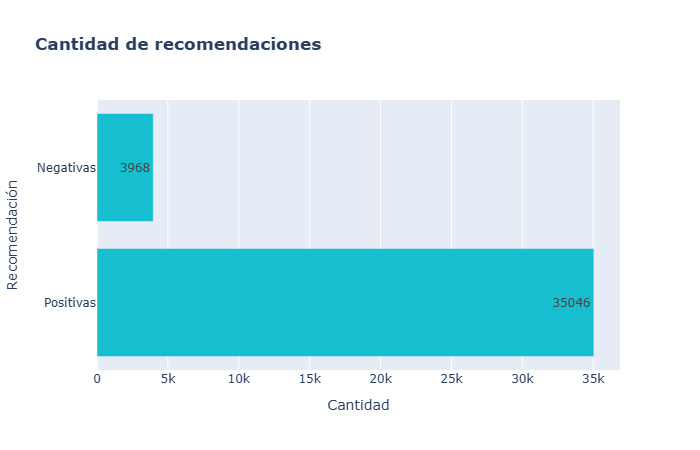 Cantidad de recomendaciones
Recomendación
Negativas
3968
Positivas
35046
0 5k 10k 15k 20k 25k 30k 35k
Cantidad